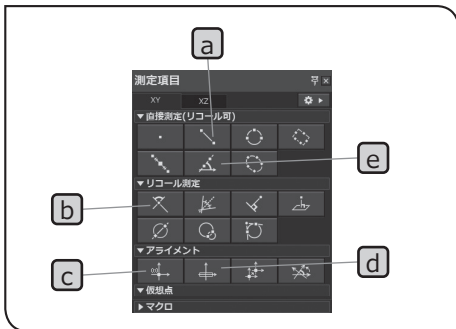 a
測定項目
XY XZ
▼直接測定(リコール可)
e
▼リコール測定
b
▼アライメント
c
d
▼仮想点
▶マクロ